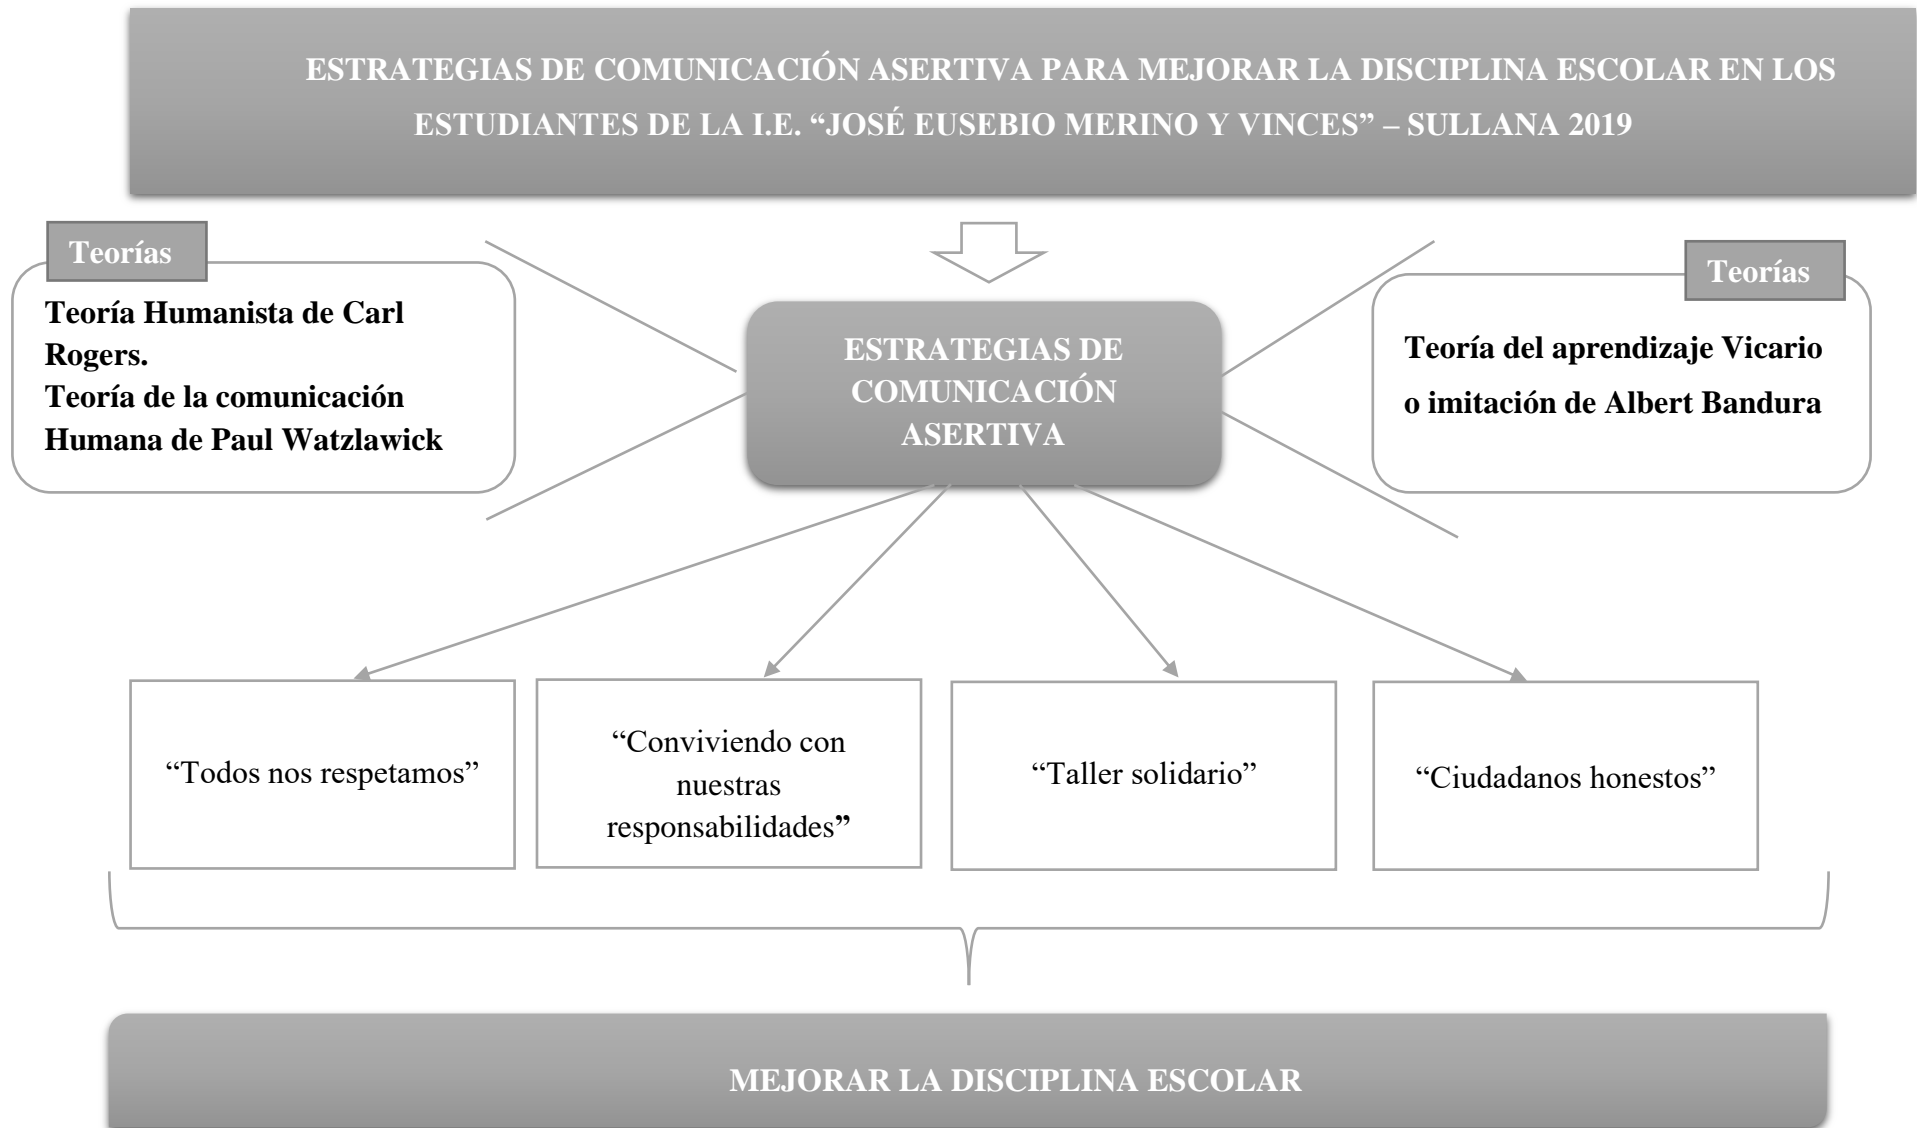 ESTRATEGIAS DE COMUNICACIÓN ASERTIVA PARA MEJORAR LA DISCIPLINA ESCOLAR EN LOS
ESTUDIANTES DE LA I.E. “JOSÉ EUSEBIO MERINO Y VINCES” – SULLANA 2019
Teorías
Teoría Humanista de Carl
Rogers.
Teoría de la comunicación
Humana de Paul Watzlawick
ESTRATEGIAS DE
COMUNICACIÓN
ASERTIVA
Teorías
Teoría del aprendizaje Vicario
o imitación de Albert Bandura
“Todos nos respetamos”
“Conviviendo con
nuestras
responsabilidades”
“Taller solidario”
“Ciudadanos honestos”
MEJORAR LA DISCIPLINA ESCOLAR